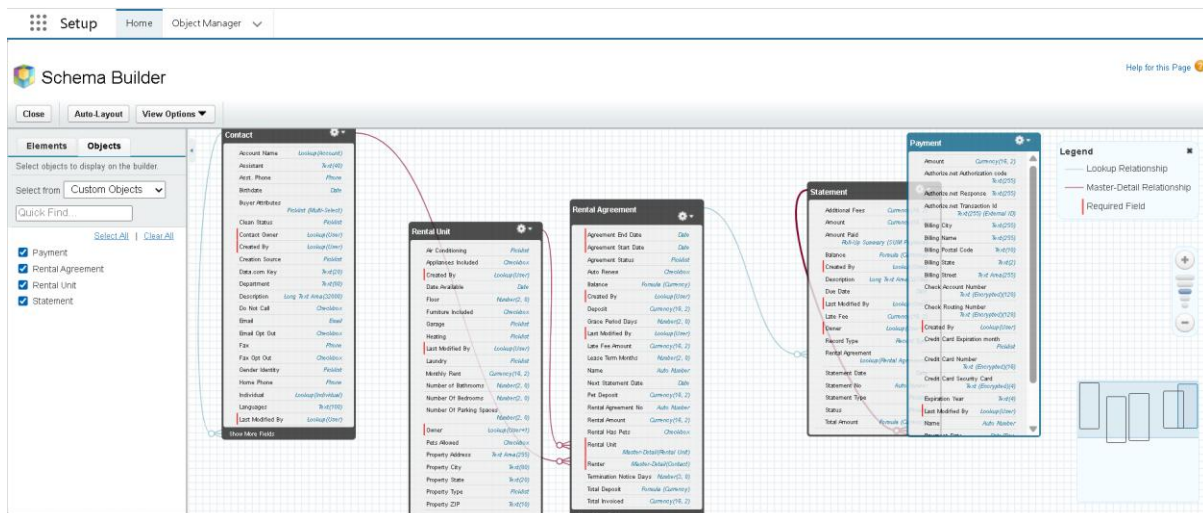 Setup
Home
Object Manager
Schema Builder
Help for this Page
Close
Auto-Layout
View Options
Elements
Objects
Select objects to display on the builder.
Select from
Custom Objects
Quick Find...
Select All | Clear All
Payment
Rental Agreement
Rental Unit
Statement
Contact
Account Name Lookup(Account)
Assistant Text(40)
Asst. Phone Phone
Birthdate Date
Buyer Attributes
Picklist (Multi-Select)
Clean Status Picklist
Contact Owner Lookup(User)
Created By Lookup(User)
Creation Source Picklist
Data.com Key Text(20)
Department Text(80)
Description Long Text Area(32000)
Do Not Call Checkbox
Email Email
Email Opt Out Checkbox
Fax Phone
Fax Opt Out Checkbox
Gender Identity Picklist
Home Phone Phone
Individual Lookup(Individual)
Languages Text(100)
Last Modified By Lookup(User)
Show More Fields
Rental Unit
Air Conditioning Picklist
Appliances Included Checkbox
Created By Lookup(User)
Date Available Date
Floor Number(2, 0)
Furniture Included Checkbox
Garage Picklist
Heating Picklist
Last Modified By Lookup(User)
Laundry Picklist
Monthly Rent Currency(16, 2)
Number of Bathrooms Number(2, 0)
Number Of Bedrooms Number(2, 0)
Number Of Parking Spaces
Number(2, 0)
Owner Lookup(User+1)
Pets Allowed Checkbox
Property Address Text Area(255)
Property City Text(80)
Property State Text(20)
Property Type Picklist
Property ZIP Text(10)
Rental Agreement
Agreement End Date Date
Agreement Start Date Date
Agreement Status Picklist
Auto Renew Checkbox
Balance Formula (Currency)
Created By Lookup(User)
Deposit Currency(16, 2)
Grace Period Days Number(2, 0)
Last Modified By Lookup(User)
Late Fee Amount Currency(16, 2)
Lease Term Months Number(2, 0)
Name Auto Number
Next Statement Date Date
Pet Deposit Currency(16, 2)
Rental Agreement No Auto Number
Rental Amount Currency(16, 2)
Rental Has Pets Checkbox
Rental Unit
Master-Detail(Rental Unit)
Renter Master-Detail(Contact)
Termination Notice Days Number(3, 0)
Total Deposit Formula (Currency)
Total Invoiced Currency(16, 2)
Statement
Additional Fees
Amount
Amount Paid
Roll-Up Summary (SUM
Balance
Created By
Description Long Text
Due Date
Last Modified By
Late Fee
Owner
Record Type
Rental Agreement
Statement Date
Statement No
Statement Type
Status
Total Amount
Payment
Amount Currency(16, 2)
Authorize.net Authorization code
Text(255)
Authorize.net Response Text(255)
Authorize.net Transaction Id
Text(255) (External ID)
Billing City Text(255)
Billing Name Text(255)
Billing Postal Code Text(10)
Billing State Text(2)
Billing Street Text Area(255)
Check Account Number
Text (Encrypted)(125)
Check Routing Number
Text (Encrypted)(125)
Created By Lookup(User)
Credit Card Expiration month
Picklist
Credit Card Number
Text (Encrypted)(16)
Credit Card Security Card
Text (Encrypted)(4)
Expiration Year Text(4)
Last Modified By Lookup(User)
Name Auto Number
Legend
Lookup Relationship
Master-Detail Relationship
Required Field